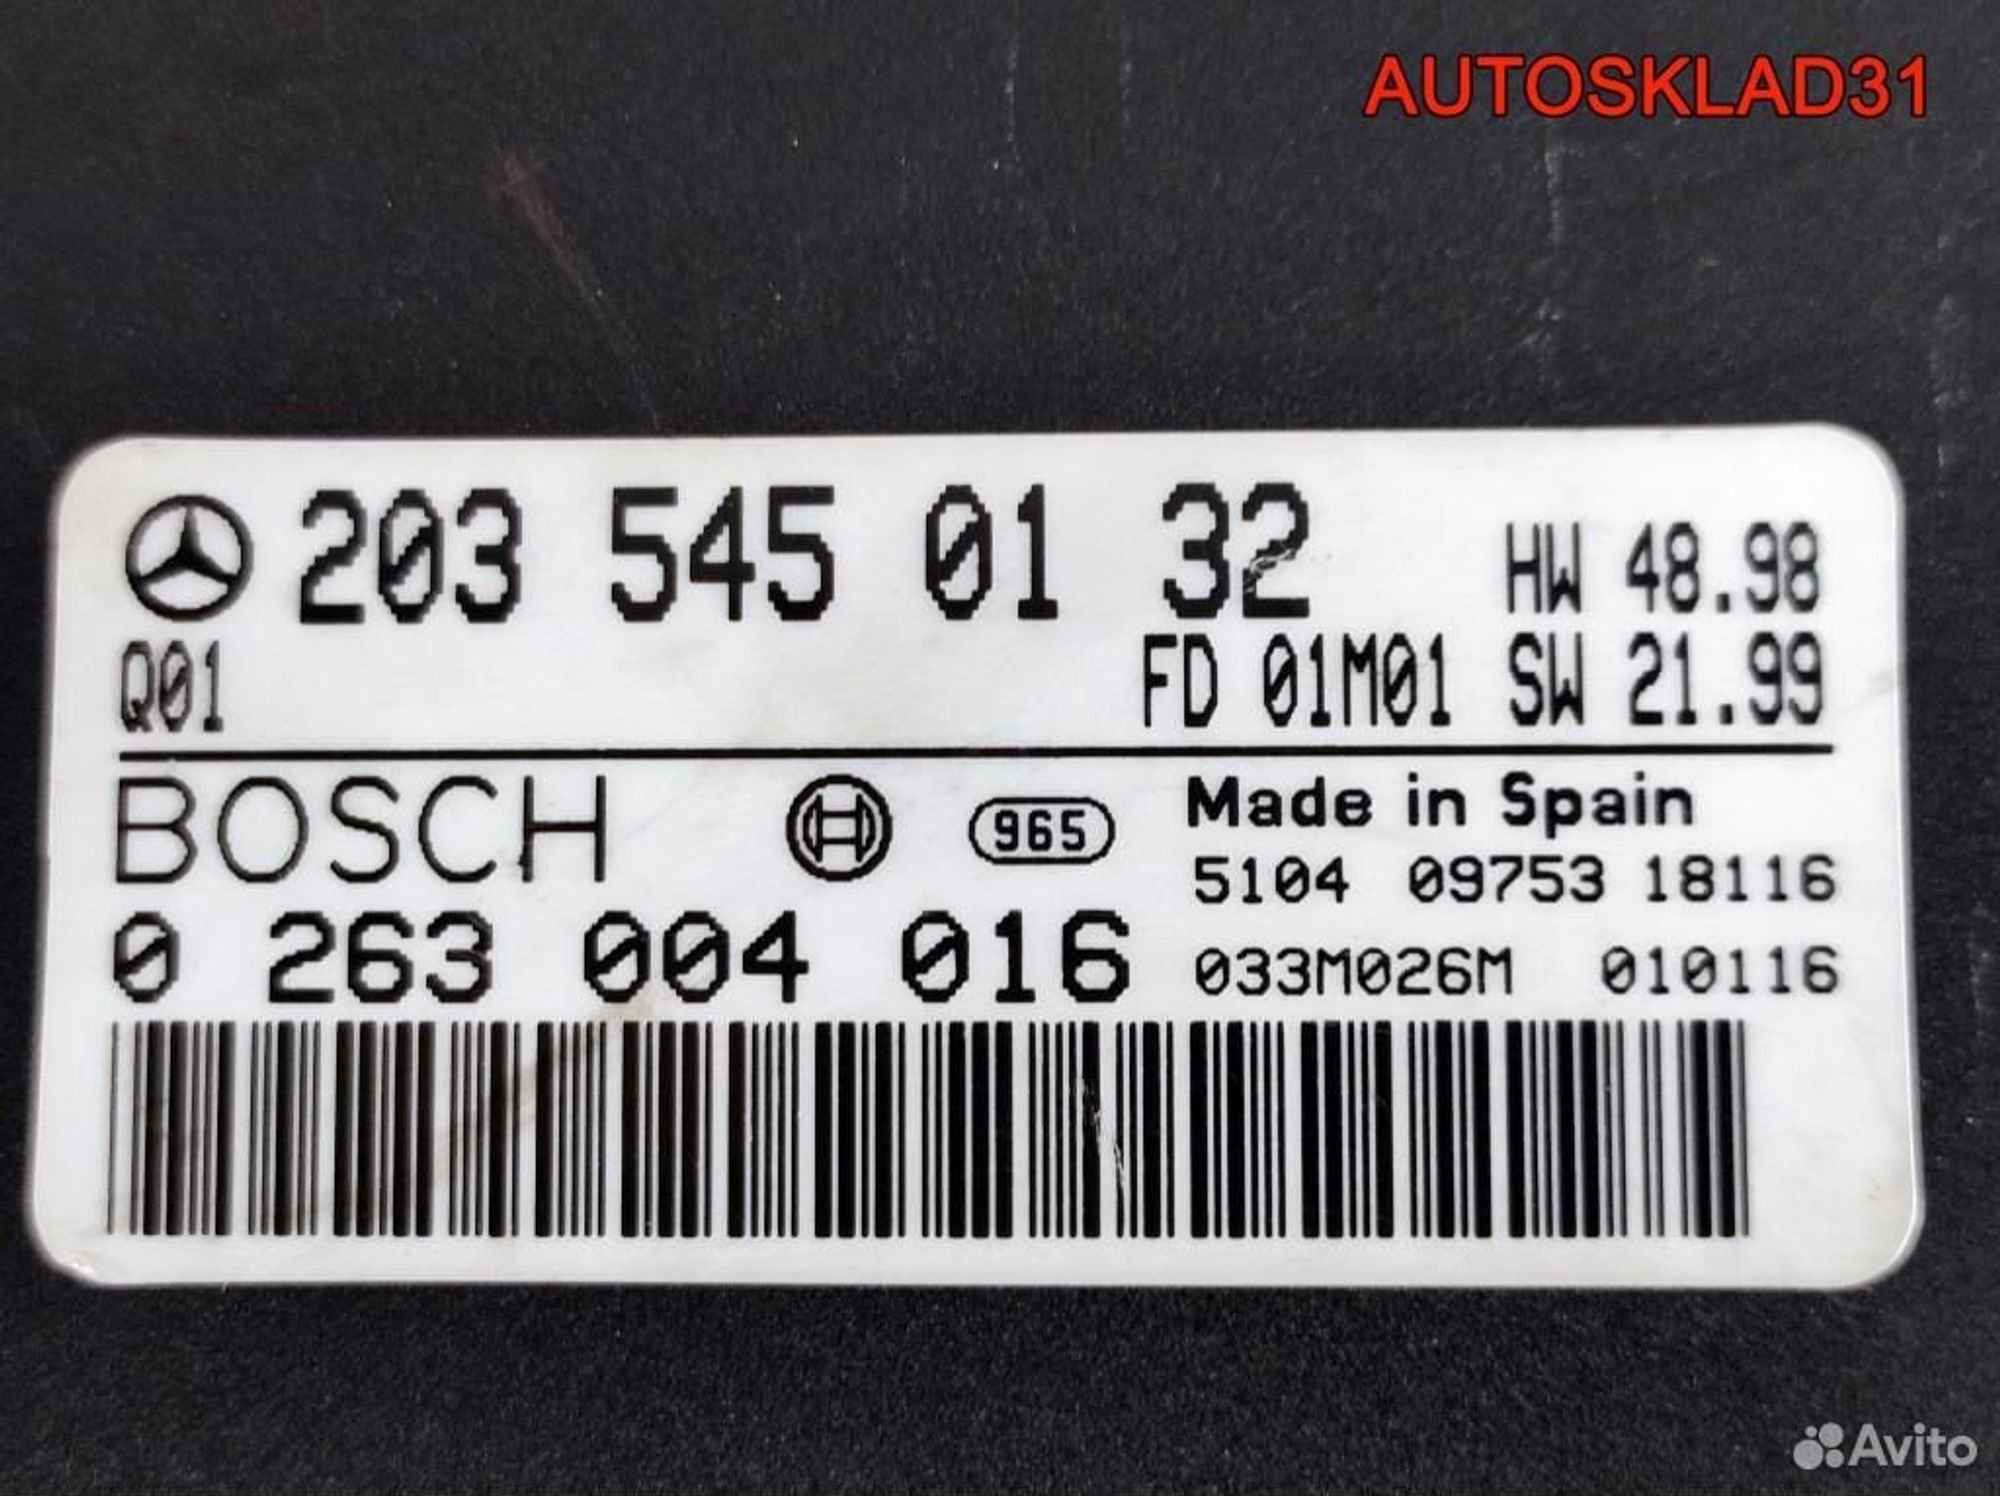 AUTOSKLAD31
203 545 01 32 HW 48.98
Q01 FD 01M01 SW 21.99
BOSCH 965 Made in Spain
5104 09753 18116
0 263 004 016 033M026M 010116
Avito